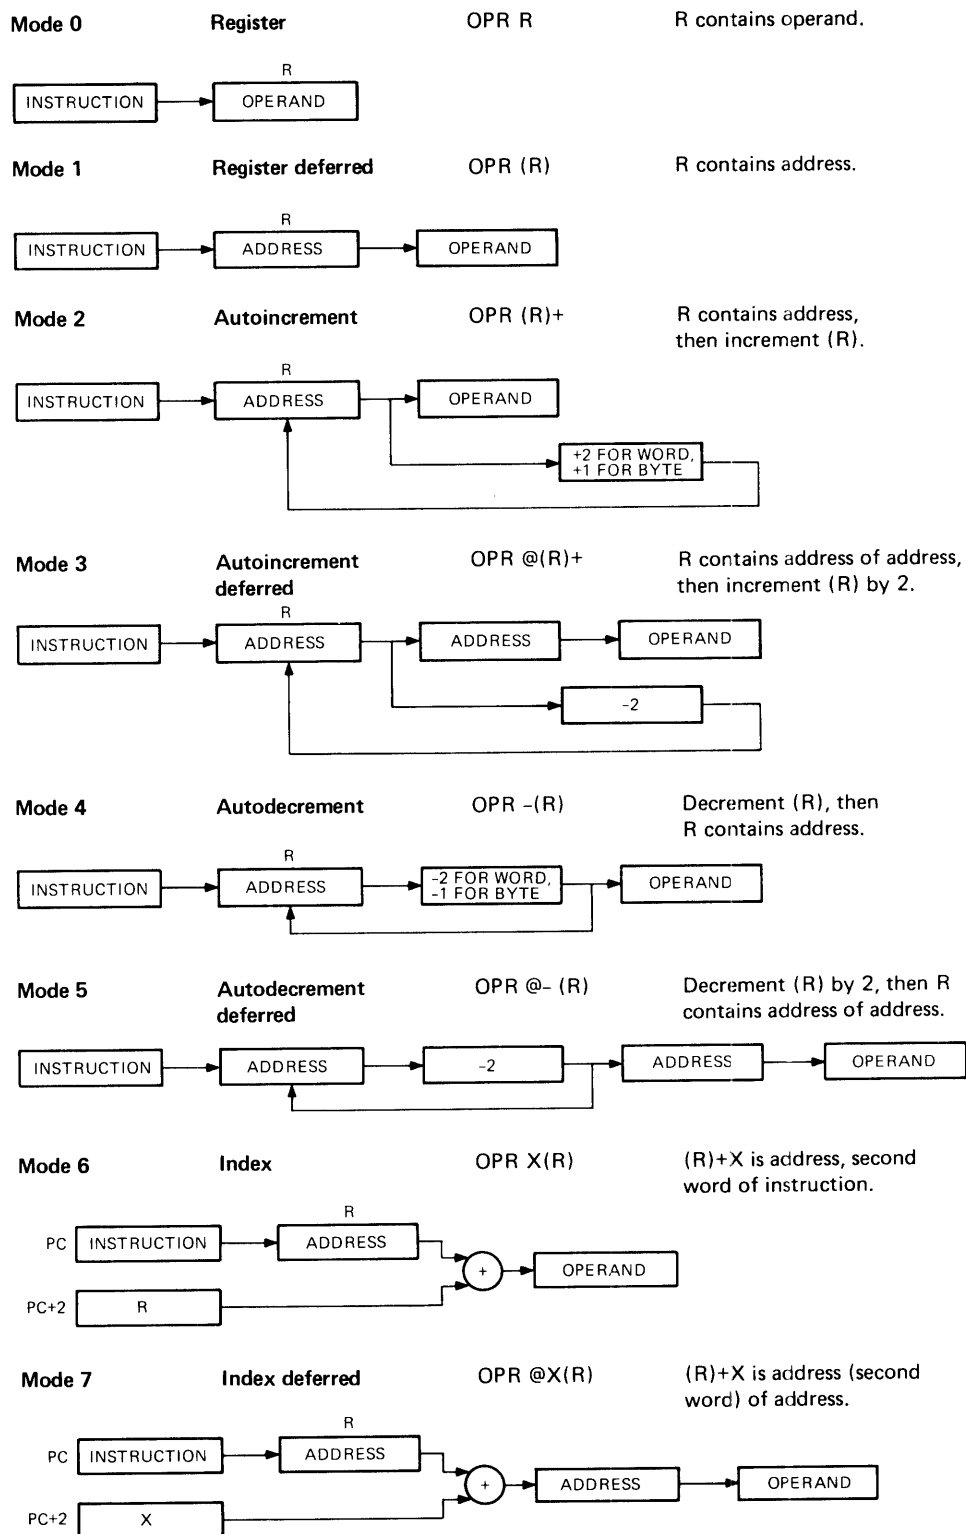 Mode 0 Register OPR R R contains operand.
R
INSTRUCTION OPERAND
Mode 1 Register deferred OPR (R) R contains address.
R
INSTRUCTION ADDRESS OPERAND
Mode 2 Autoincrement OPR (R)+ R contains address,
then increment (R).
R
INSTRUCTION ADDRESS OPERAND
+2 FOR WORD,
+1 FOR BYTE
Mode 3 Autoincrement OPR @(R)+ R contains address of address,
deferred then increment (R) by 2.
R
INSTRUCTION ADDRESS ADDRESS OPERAND
–2
Mode 4 Autodecrement OPR –(R) Decrement (R), then
R contains address.
R
INSTRUCTION ADDRESS –2 FOR WORD, OPERAND
–1 FOR BYTE
Mode 5 Autodecrement OPR @– (R) Decrement (R) by 2, then R
deferred contains address of address.
INSTRUCTION ADDRESS –2 ADDRESS OPERAND
Mode 6 Index OPR X(R) (R)+X is address, second
word of instruction.
R
PC INSTRUCTION ADDRESS
+ OPERAND
PC+2 R
Mode 7 Index deferred OPR @X(R) (R)+X is address (second
word) of address.
R
PC INSTRUCTION ADDRESS
+ ADDRESS OPERAND
PC+2 X